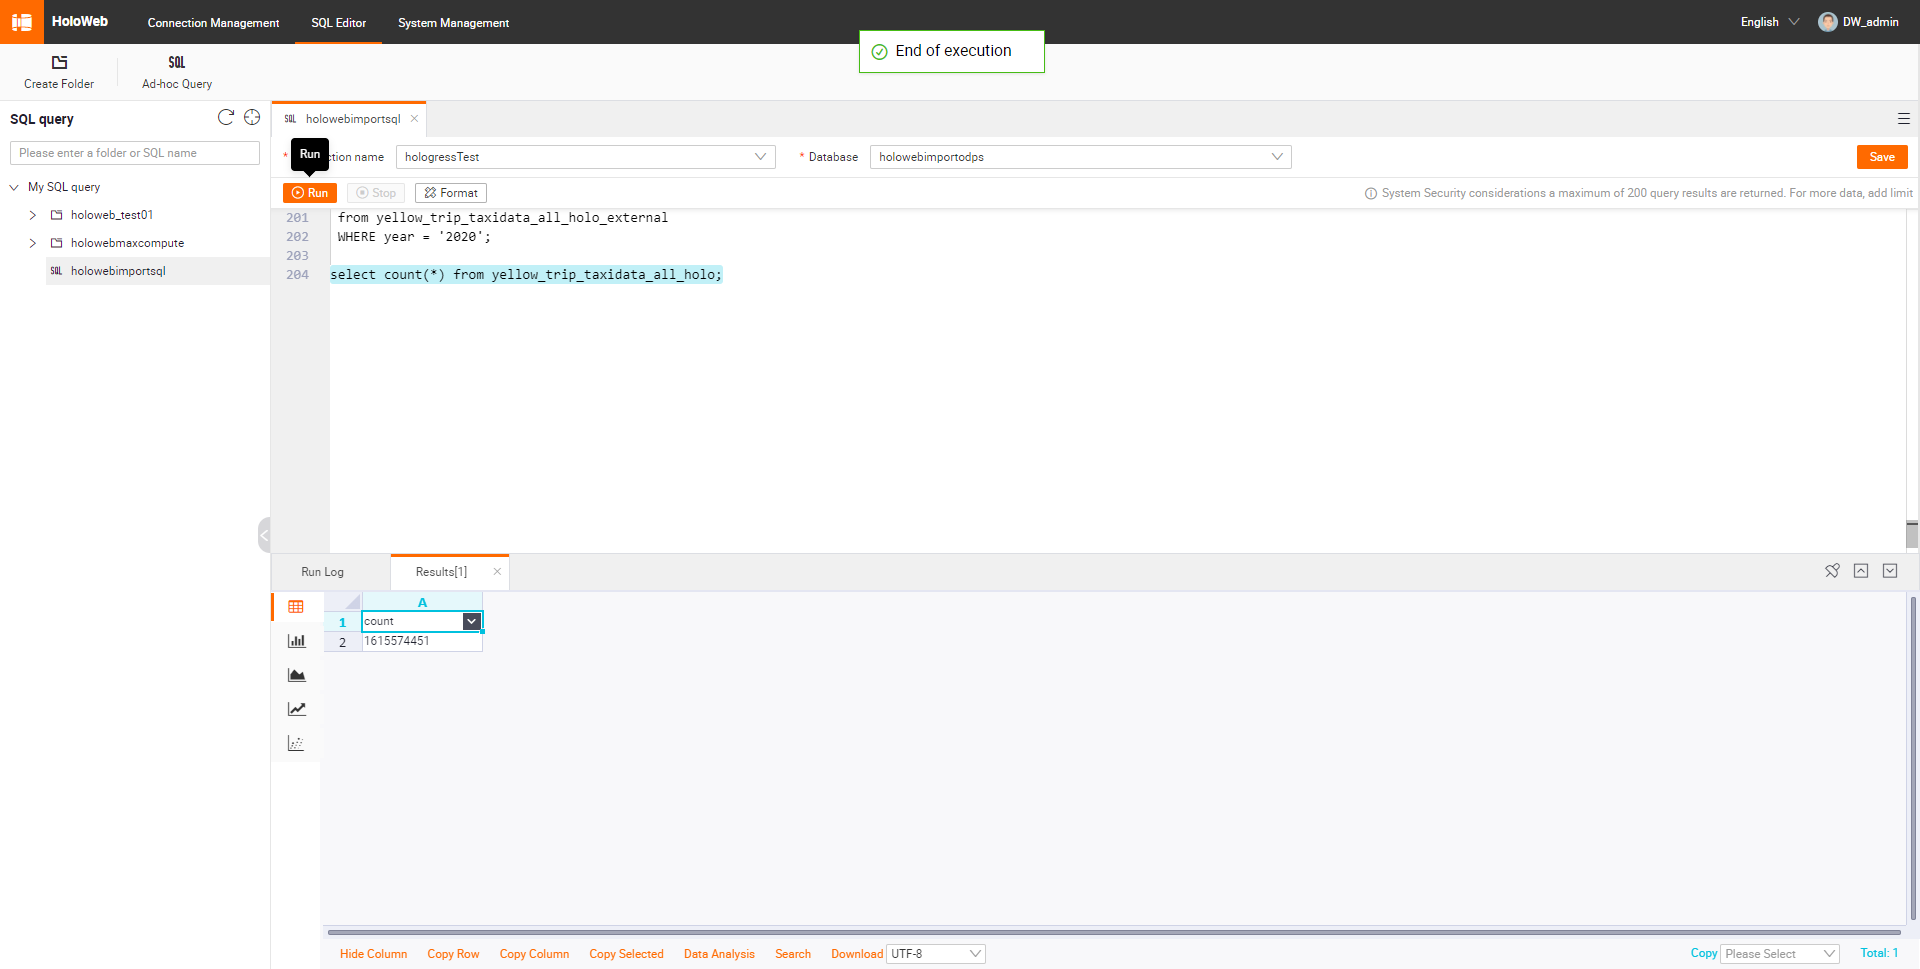 HoloWeb
Connection Management
SQL Editor
System Management
English
DW_admin
End of execution
Create Folder
SQL
Ad-hoc Query
SQL query
Please enter a folder or SQL name
My SQL query
holoweb_test01
holowebmaxcompute
SQL holowebimportsql
SQL holowebimportsql
Run
* ction name
hologressTest
* Database
holowebimportodps
Save
Run
Stop
Format
System Security considerations a maximum of 200 query results are returned. For more data, add limit
201 from yellow_trip_taxidata_all_holo_external
202 WHERE year = '2020';
203
204 select count(*) from yellow_trip_taxidata_all_holo;
Run Log
Results[1]
A
1 count
2 1615574451
Hide Column
Copy Row
Copy Column
Copy Selected
Data Analysis
Search
Download
UTF-8
Copy
Please Select
Total: 1